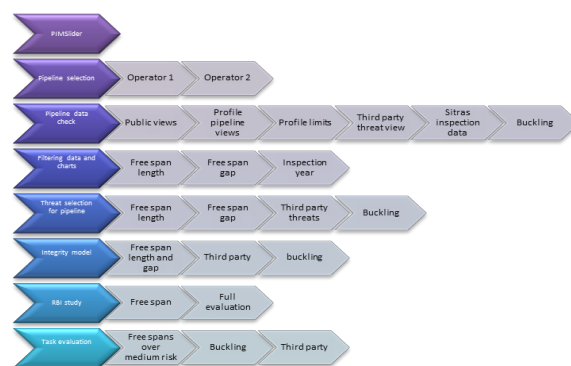 PIMSlider
Pipeline selection
Operator 1
Operator 2
Pipeline data
check
Public views
Profile
pipeline
views
Profile limits
Third party
threat view
Sitras
inspection
data
Buckling
Filtering data and
charts
Free span
length
Free span
gap
Inspection
year
Threat selection
for pipeline
Free span
length
Free span
gap
Third party
threats
Buckling
Integrity model
Free span
length and
gap
Third party
buckling
RBI study
Free span
Full
evaluation
Task evaluation
Free spans
over
medium risk
Buckling
Third party